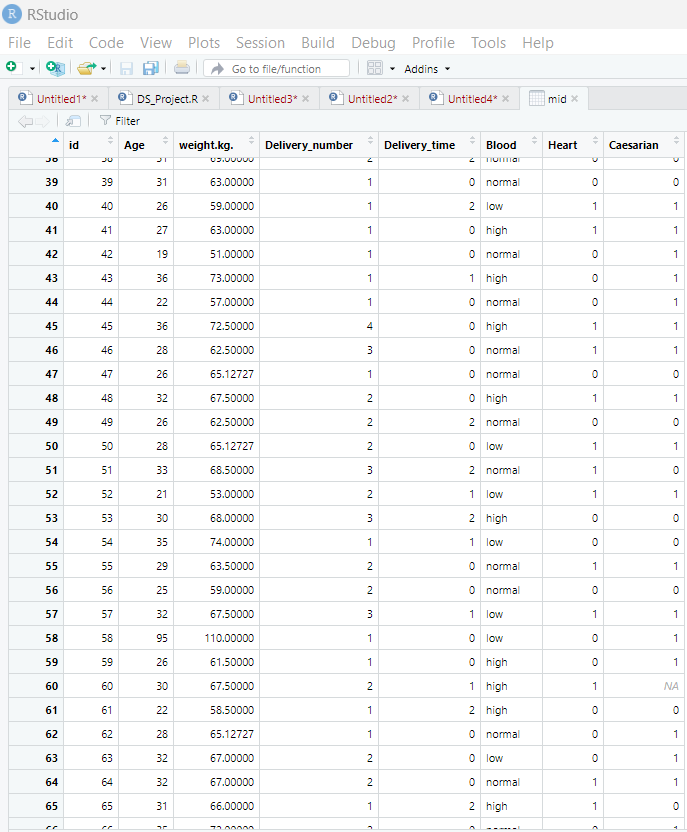 RStudio
File Edit Code View Plots Session Build Debug Profile Tools Help
Go to file/function Addins
Untitled1* DS_Project.R Untitled3* Untitled2* Untitled4* mid
Filter
id Age weight.kg. Delivery_number Delivery_time Blood Heart Caesarian
38 38 31 69.00000 2 2 normal 0 0
39 39 31 63.00000 1 0 normal 0 0
40 40 26 59.00000 1 2 low 1 1
41 41 27 63.00000 1 0 high 1 1
42 42 19 51.00000 1 0 normal 0 1
43 43 36 73.00000 1 1 high 0 1
44 44 22 57.00000 1 0 normal 0 1
45 45 36 72.50000 4 0 high 1 1
46 46 28 62.50000 3 0 normal 1 1
47 47 26 65.12727 1 0 normal 0 0
48 48 32 67.50000 2 0 high 1 1
49 49 26 62.50000 2 2 normal 0 0
50 50 28 65.12727 2 0 low 1 1
51 51 33 68.50000 3 2 normal 1 0
52 52 21 53.00000 2 1 low 1 1
53 53 30 68.00000 3 2 high 0 0
54 54 35 74.00000 1 1 low 0 0
55 55 29 63.50000 2 0 normal 1 1
56 56 25 59.00000 2 0 normal 0 0
57 57 32 67.50000 3 1 low 1 1
58 58 95 110.00000 1 0 low 0 1
59 59 26 61.50000 1 0 high 0 1
60 60 30 67.50000 2 1 high 1 NA
61 61 22 58.50000 1 2 high 0 0
62 62 28 65.12727 1 0 normal 0 1
63 63 32 67.00000 2 0 low 0 1
64 64 32 67.00000 2 0 normal 1 1
65 65 31 66.00000 1 2 high 1 0